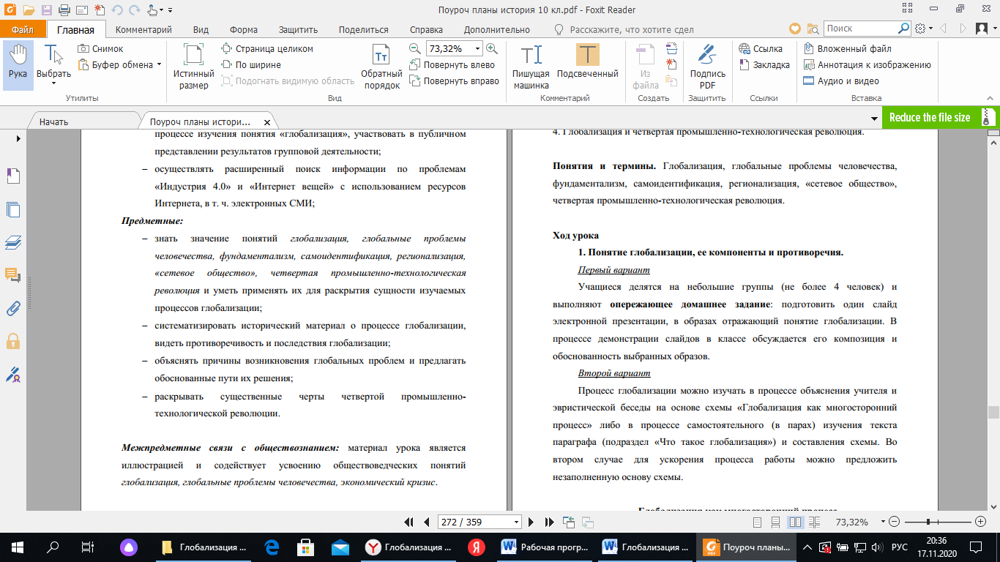 Поуроч планы история 10 кл.pdf - Foxit Reader
Файл Главная Комментарий Вид Форма Защитить Поделиться Справка Дополнительно Расскажите, что хотите сдел Поиск
Рука
Выбрать
Снимок
Буфер обмена
Утилиты
Истинный размер
Страница целиком
По ширине
Подогнать видимую область
Обратный порядок
73,32%
Повернуть влево
Повернуть вправо
Вид
Пишущая машинка
Подсвеченный
Комментарий
Из файла
Создать
Подпись PDF
Защитить
Ссылка
Закладка
Ссылки
Вложенный файл
Аннотация к изображению
Аудио и видео
Вставка
Начать Поуроч планы истори... Reduce the file size
процессе изучения понятия «глобализация», участвовать в публичном
представлении результатов групповой деятельности;
– осуществлять расширенный поиск информации по проблемам
«Индустрия 4.0» и «Интернет вещей» с использованием ресурсов
Интернета, в т. ч. электронных СМИ;
Предметные:
– знать значение понятий глобализация, глобальные проблемы
человечества, фундаментализм, самоидентификация, регионализация,
«сетевое общество», четвертая промышленно-технологическая
революция и уметь применять их для раскрытия сущности изучаемых
процессов глобализации;
– систематизировать исторический материал о процессе глобализации,
видеть противоречивость и последствия глобализации;
– объяснять причины возникновения глобальных проблем и предлагать
обоснованные пути их решения;
– раскрывать существенные черты четвертой промышленно-
технологической революции.
Межпредметные связи с обществознанием: материал урока является
иллюстрацией и содействует усвоению обществоведческих понятий
глобализация, глобальные проблемы человечества, экономический кризис.
4. Глобализация и четвертая промышленно-технологическая революция.
Понятия и термины. Глобализация, глобальные проблемы человечества,
фундаментализм, самоидентификация, регионализация, «сетевое общество»,
четвертая промышленно-технологическая революция.
Ход урока
1. Понятие глобализации, ее компоненты и противоречия.
Первый вариант
Учащиеся делятся на небольшие группы (не более 4 человек) и
выполняют опережающее домашнее задание: подготовить один слайд
электронной презентации, в образах отражающий понятие глобализации. В
процессе демонстрации слайдов в классе обсуждается его композиция и
обоснованность выбранных образов.
Второй вариант
Процесс глобализации можно изучать в процессе объяснения учителя и
эвристической беседы на основе схемы «Глобализация как многосторонний
процесс» либо в процессе самостоятельного (в парах) изучения текста
параграфа (подраздел «Что такое глобализация») и составления схемы. Во
втором случае для ускорения процесса работы можно предложить
незаполненную основу схемы.
Глобализация как многосторонний процесс
272 / 359 73,32%
Глобализация ... Глобализация ... Рабочая прогр... Глобализация ... Поуроч планы... РУС 20:36
17.11.2020